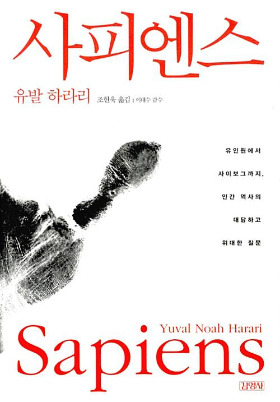 사피엔스
유발 하라리 조현욱 옮김 | 이태수 감수
유인원에서
사이보그까지,
인간 역사의
대담하고
위대한 질문
Yuval Noah Harari
Sapiens
김영사